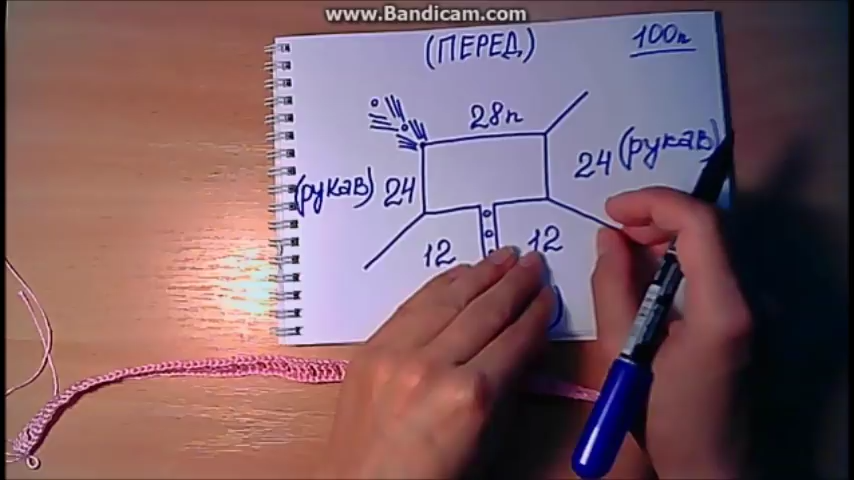 www.Bandicam.com
(ПЕРЕД)
100п
28п
24 (рукав)
(рукав) 24
12
12